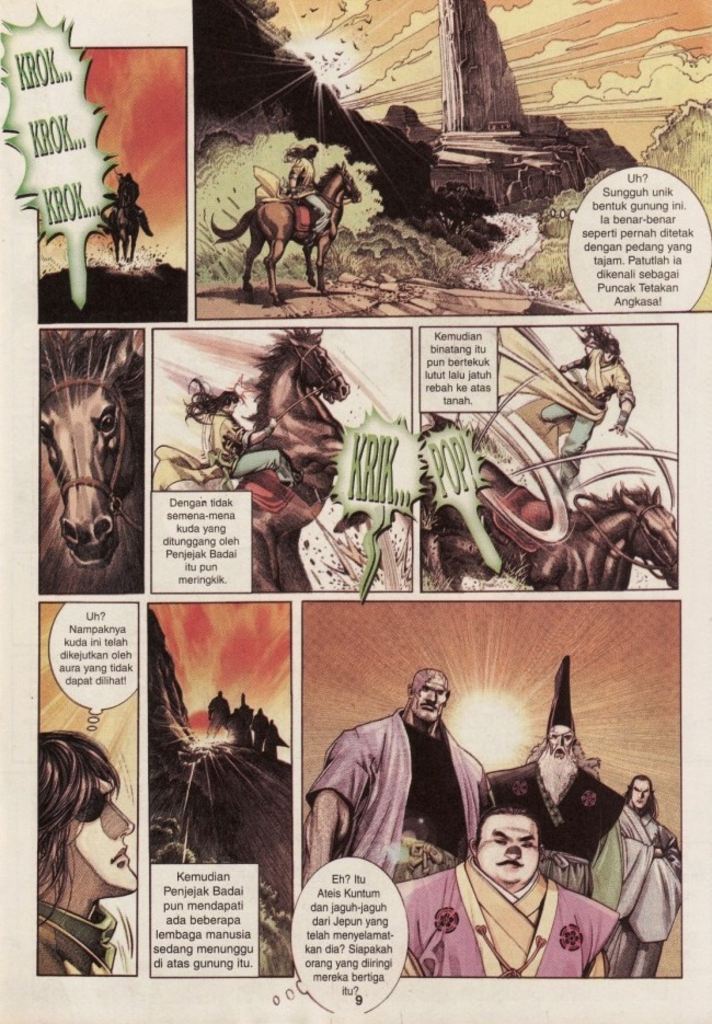 KROK...
KROK...
KROK...
Uh?
Sungguh unik
bentuk gunung ini.
Ia benar-benar
seperti pernah ditetak
dengan pedang yang
tajam. Patutlah ia
dikenali sebagai
Puncak Tetakan
Angkasa!
Dengan tidak
semena-mena
kuda yang
ditunggang oleh
Penjejak Badai
itu pun
meringkik.
KRIK...
Kemudian
binatang itu
pun bertekuk
lutut lalu jatuh
rebah ke atas
tanah.
POP!
Uh?
Nampaknya
kuda ini telah
dikejutkan oleh
aura yang tidak
dapat dilihat!
Kemudian
Penjejak Badai
pun mendapati
ada beberapa
lembaga manusia
sedang menunggu
di atas gunung itu.
Eh? Itu
Ateis Kuntum
dan jaguh-jaguh
dari Jepun yang
telah menyelamat-
kan dia? Siapakah
orang yang diiringi
mereka bertiga
itu?
9